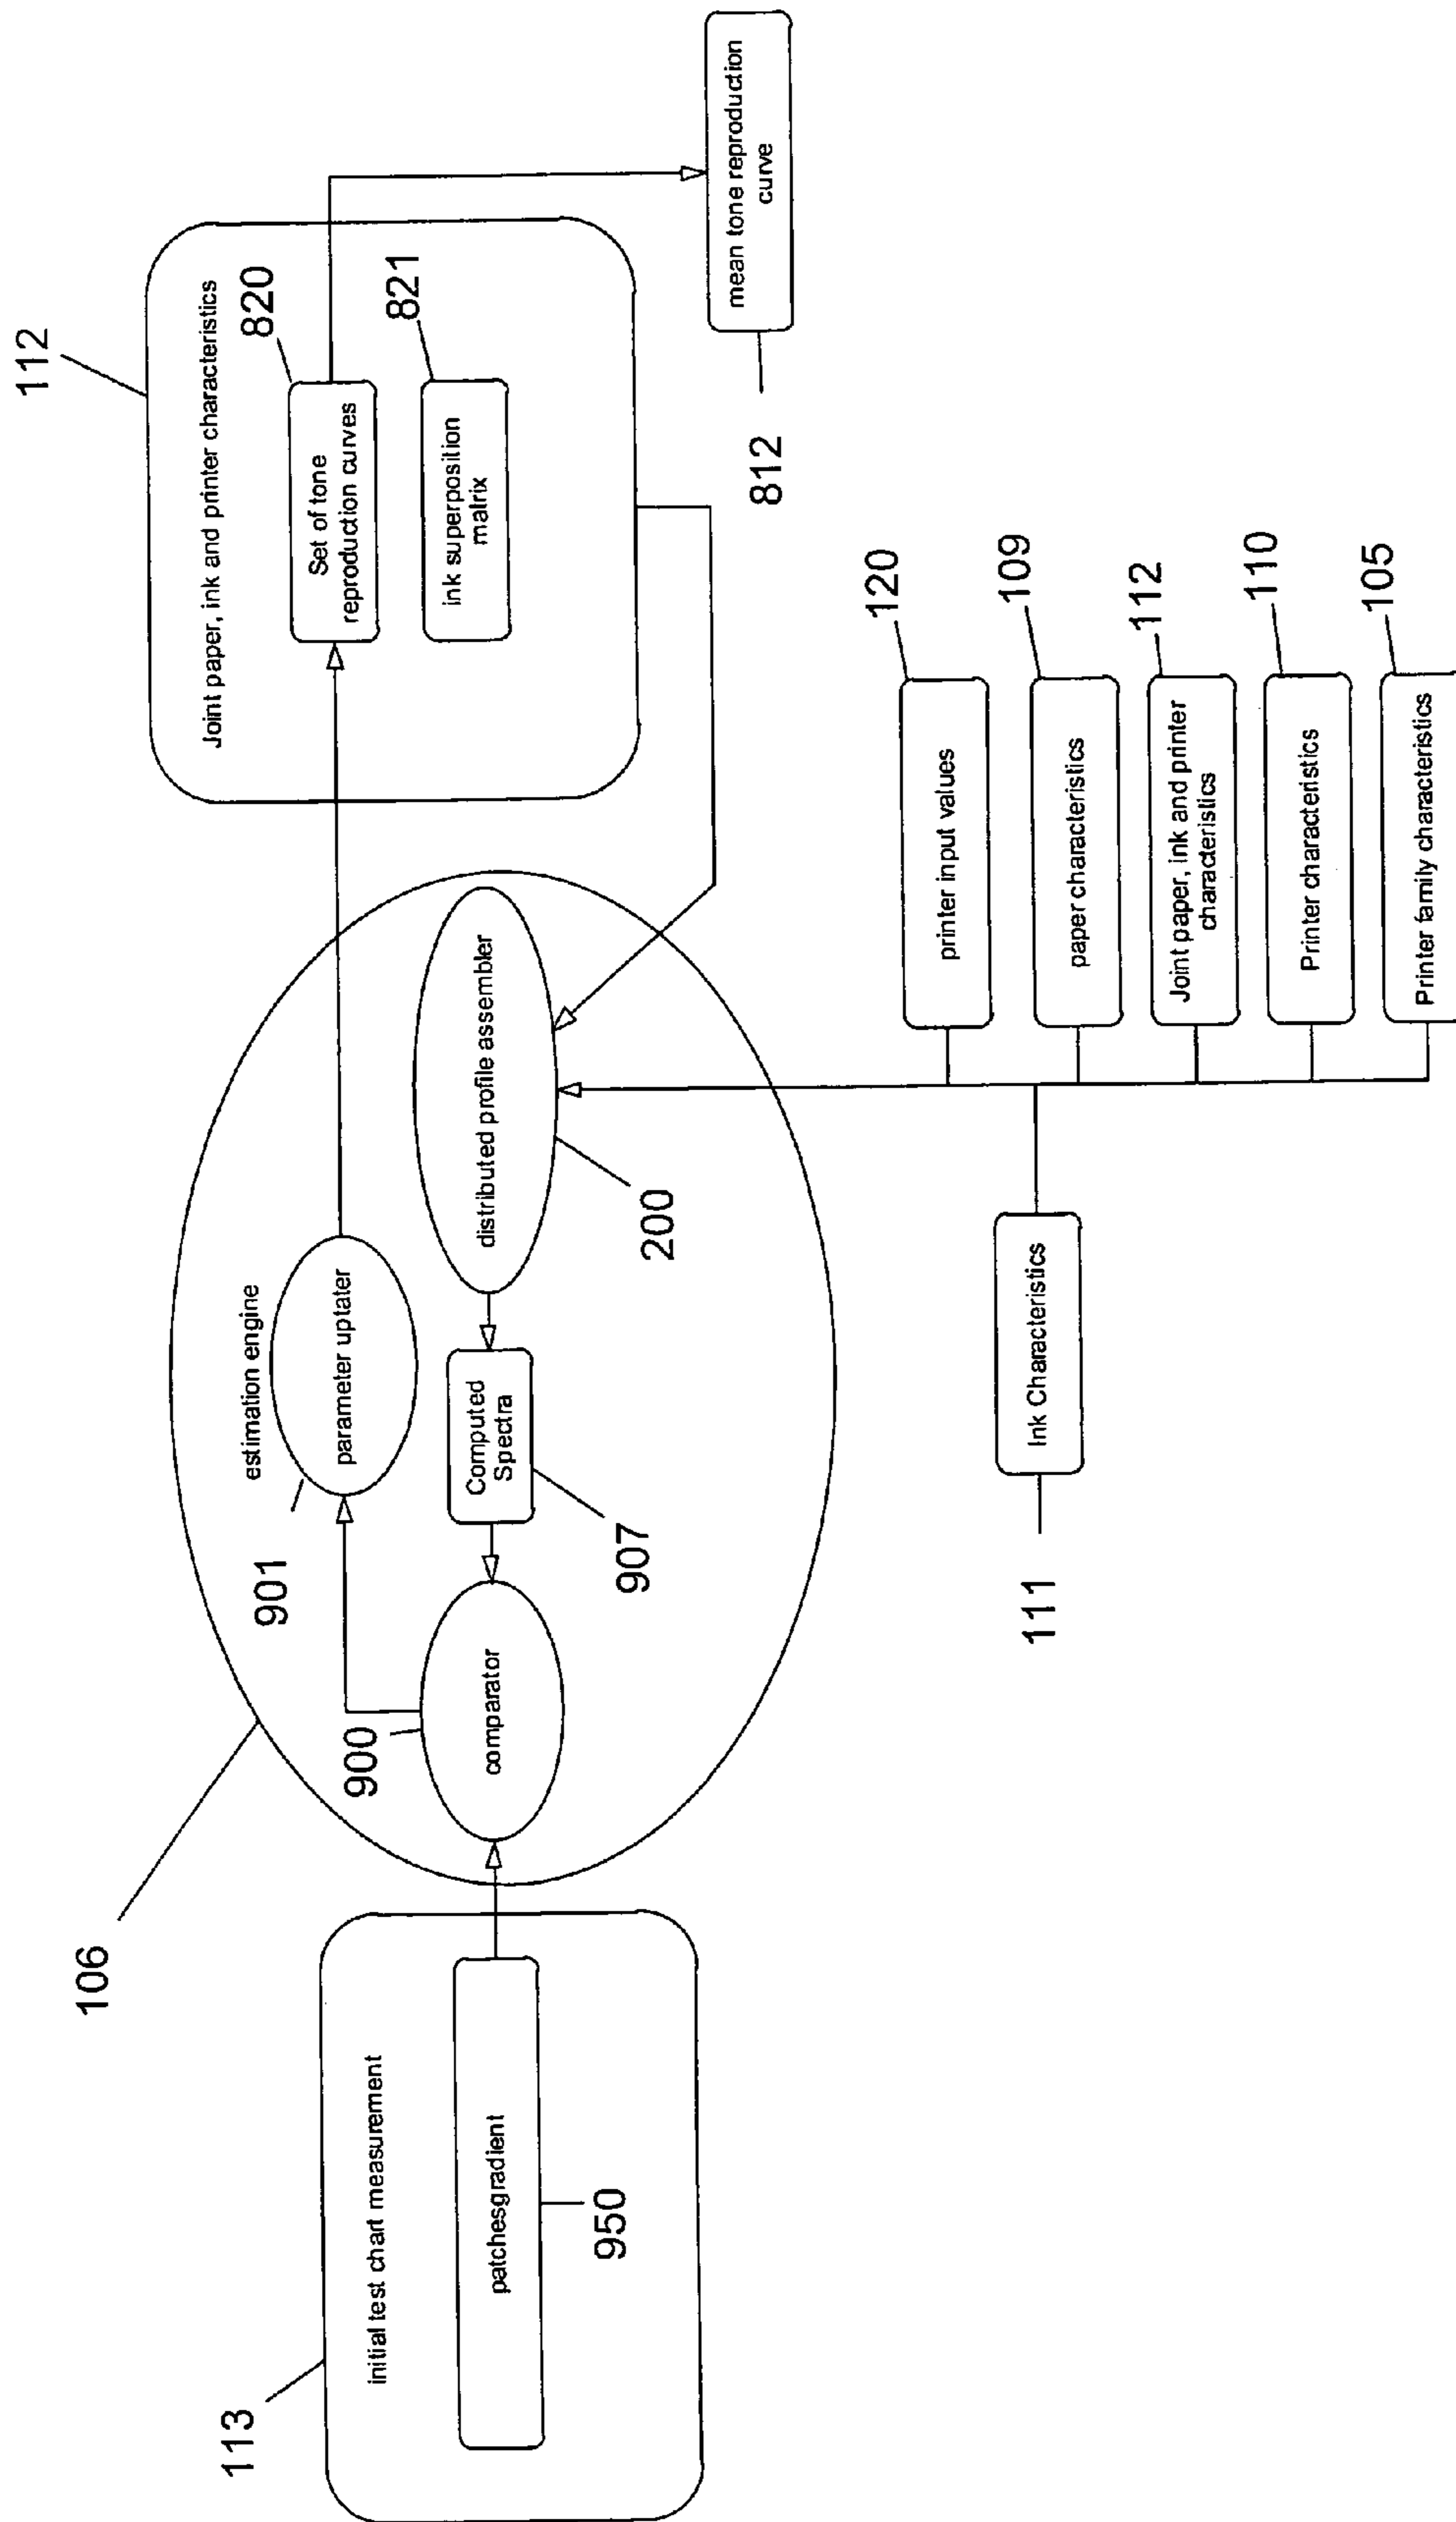 113
initial test chart measurement
patchesgradient
950
106
estimation engine
901
parameter uptater
900
comparator
Computed
Spectra
907
distributed profile assembler
200
112
Joint paper, ink and printer characteristics
820
Set of tone
reproduction curves
821
ink superposition
malrix
mean tone reproduction
curve
812
111
Ink Characteristics
120
printer input values
109
paper characteristics
112
Joint paper, ink and printer
characteristics
110
Printer characteristics
105
Printer family characteristics